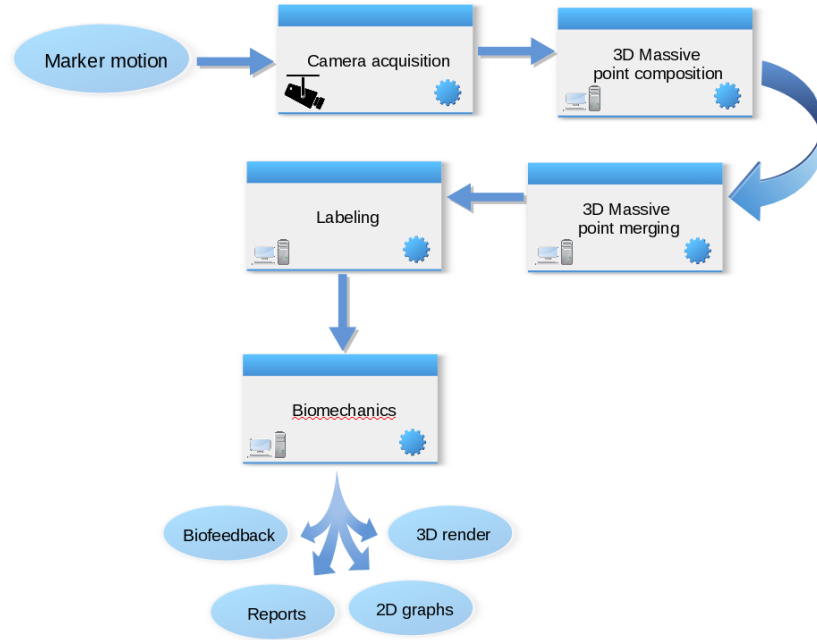 Marker motion
Camera acquisition
3D Massive
point composition
Labeling
3D Massive
point merging
Biomechanics
Biofeedback
3D render
Reports
2D graphs